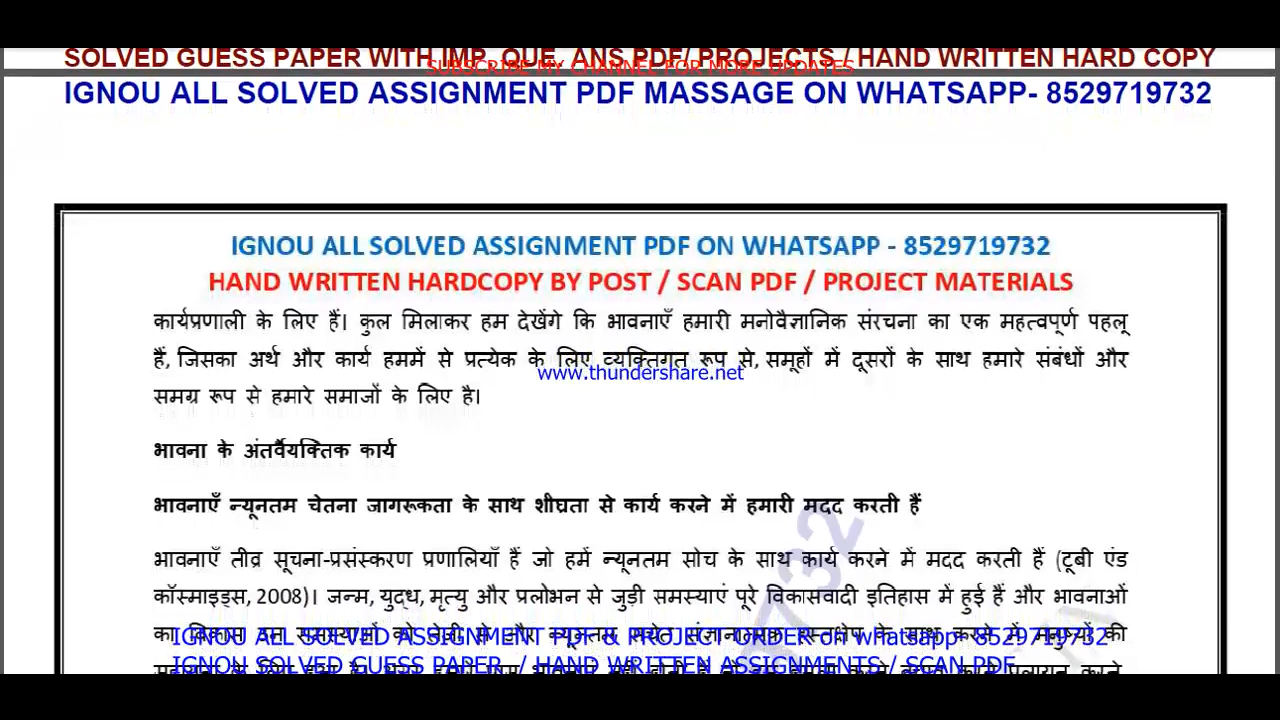 SOLVED GUESS PAPER WITH IMP. QUE. ANS PDF/ PROJECTS / HAND WRITTEN HARD COPY
SUBSCRIBE MY CHANNEL FOR MORE UPDATES
IGNOU ALL SOLVED ASSIGNMENT PDF MASSAGE ON WHATSAPP- 8529719732
IGNOU ALL SOLVED ASSIGNMENT PDF ON WHATSAPP - 8529719732
HAND WRITTEN HARDCOPY BY POST / SCAN PDF / PROJECT MATERIALS
कार्यप्रणाली के लिए हैं। कुल मिलाकर हम देखेंगे कि भावनाएँ हमारी मनोवैज्ञानिक संरचना का एक महत्वपूर्ण पहलू
हैं, जिसका अर्थ और कार्य हममें से प्रत्येक के लिए व्यक्तिगत रूप से, समूहों में दूसरों के साथ हमारे संबंधों और
www.thundershare.net
समग्र रूप से हमारे समाजों के लिए है।
भावना के अंतर्वैयक्तिक कार्य
भावनाएँ न्यूनतम चेतना जागरूकता के साथ शीघ्रता से कार्य करने में हमारी मदद करती हैं
भावनाएँ तीव्र सूचना-प्रसंस्करण प्रणालियाँ हैं जो हमें न्यूनतम सोच के साथ कार्य करने में मदद करती हैं (टूबी एंड
कॉस्माइड्स, 2008)। जन्म, युद्ध, मृत्यु और प्रलोभन से जुड़ी समस्याएं पूरे विकासवादी इतिहास में हुई हैं और भावनाओं
IGNOU ALL SOLVED ASSIGNMENT PDF & PROJECT ORDER on whatsapp- 8529719732
IGNOU SOLVED GUESS PAPER / HAND WRITTEN ASSIGNMENTS / SCAN PDF